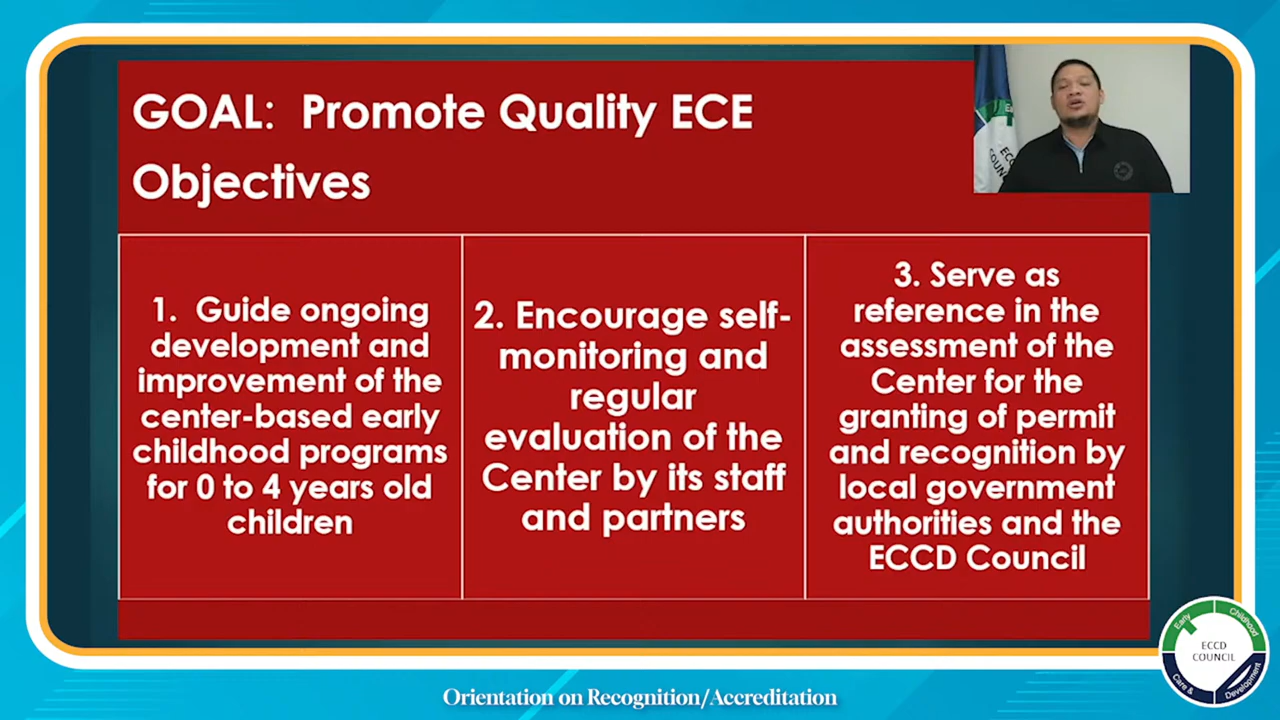 GOAL: Promote Quality ECE
Objectives
1. Guide ongoing
development and
improvement of the
center-based early
childhood programs
for 0 to 4 years old
children
2. Encourage self-
monitoring and
regular
evaluation of the
Center by its staff
and partners
3. Serve as
reference in the
assessment of the
Center for the
granting of permit
and recognition by
local government
authorities and the
ECCD Council
Early Childhood
ECCD
COUNCIL
Care & Development
Orientation on Recognition/Accreditation